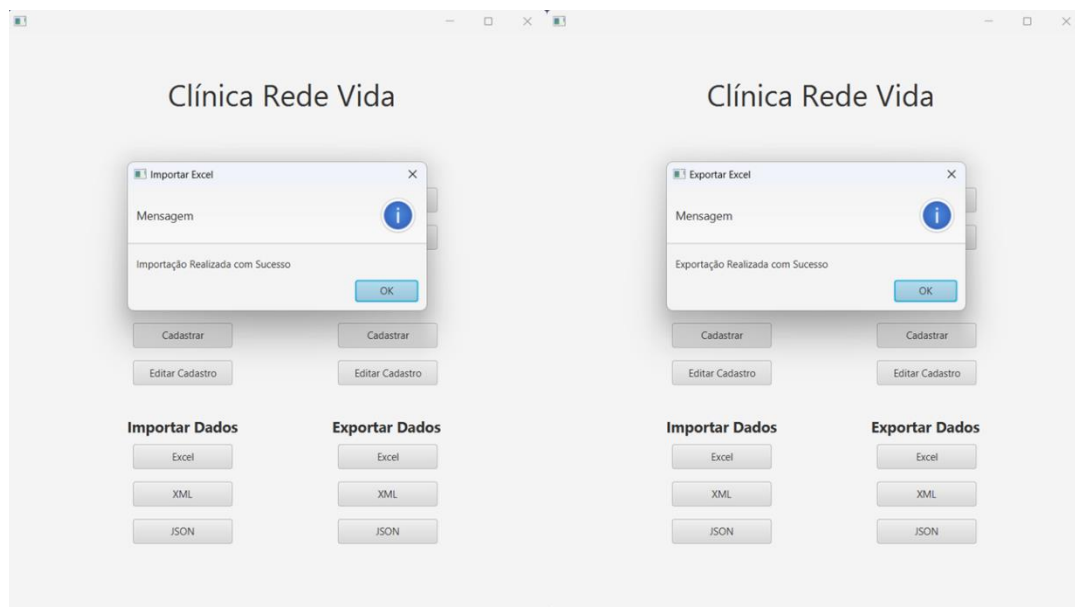 Clínica Rede Vida
Importar Excel
Mensagem
Importação Realizada com Sucesso
OK
Cadastrar
Cadastrar
Editar Cadastro
Editar Cadastro
Importar Dados
Exportar Dados
Excel
Excel
XML
XML
JSON
JSON
Clínica Rede Vida
Exportar Excel
Mensagem
Exportação Realizada com Sucesso
OK
Cadastrar
Cadastrar
Editar Cadastro
Editar Cadastro
Importar Dados
Exportar Dados
Excel
Excel
XML
XML
JSON
JSON